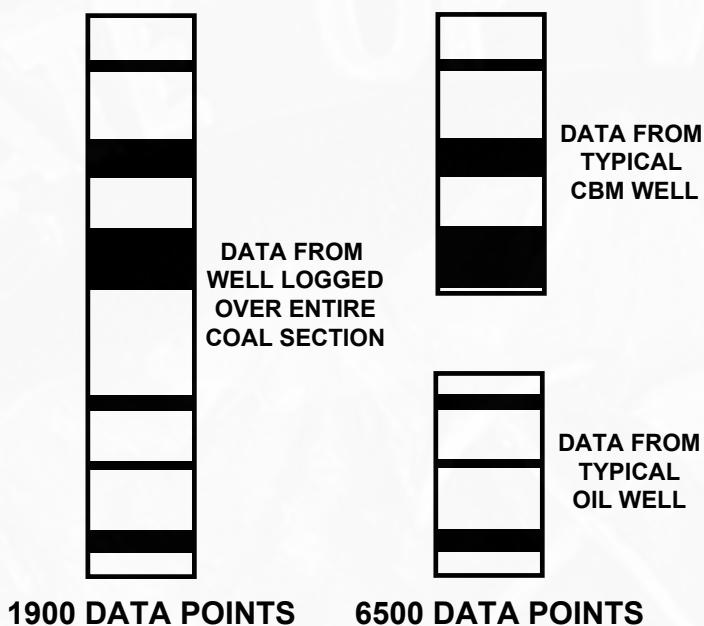 DATA FROM
WELL LOGGED
OVER ENTIRE
COAL SECTION
DATA FROM
TYPICAL
CBM WELL
DATA FROM
TYPICAL
OIL WELL
1900 DATA POINTS
6500 DATA POINTS